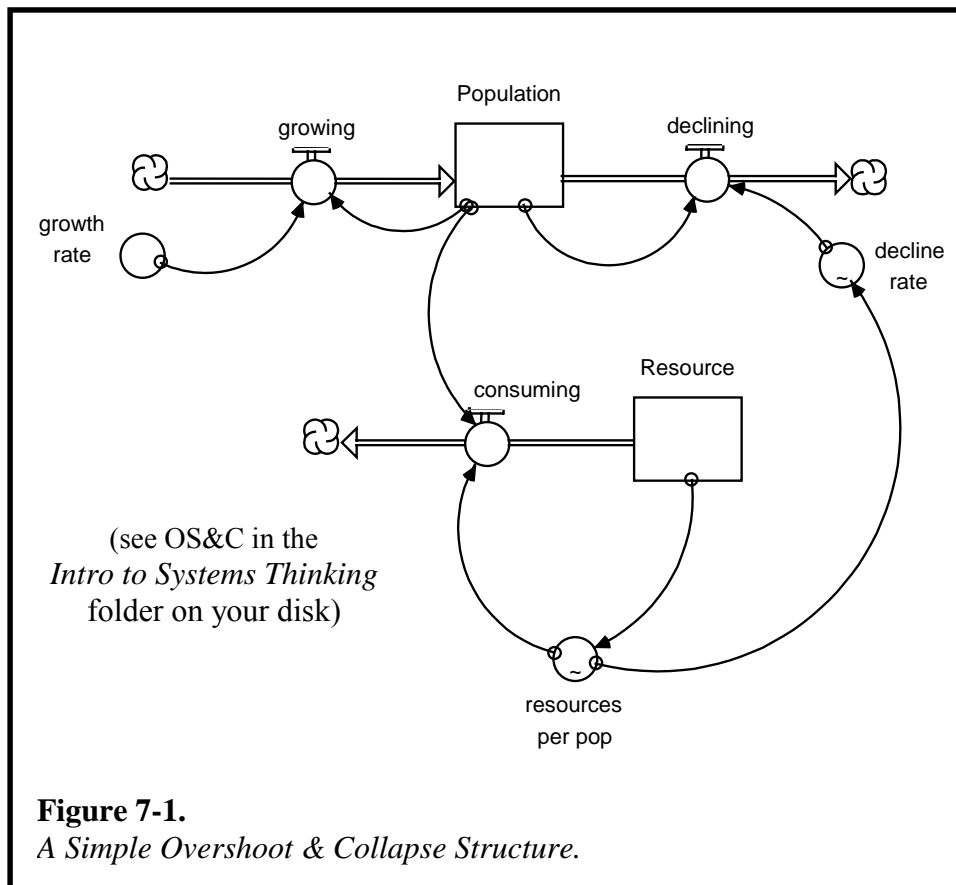 Population
growing
declining
growth
rate
decline
rate
~
Resource
consuming
(see OS&C in the
Intro to Systems Thinking
folder on your disk)
~
resources
per pop
Figure 7-1.
A Simple Overshoot & Collapse Structure.